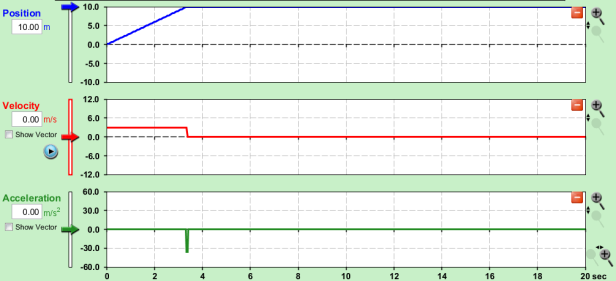 Position
10.00 m
10.0
5.0
0.0
-5.0
-10.0
Velocity
0.00 m/s
Show Vector
12.0
6.0
0.0
-6.0
-12.0
Acceleration
0.00 m/s²
Show Vector
60.0
30.0
0.0
-30.0
-60.0
0 2 4 6 8 10 12 14 16 18 20 sec